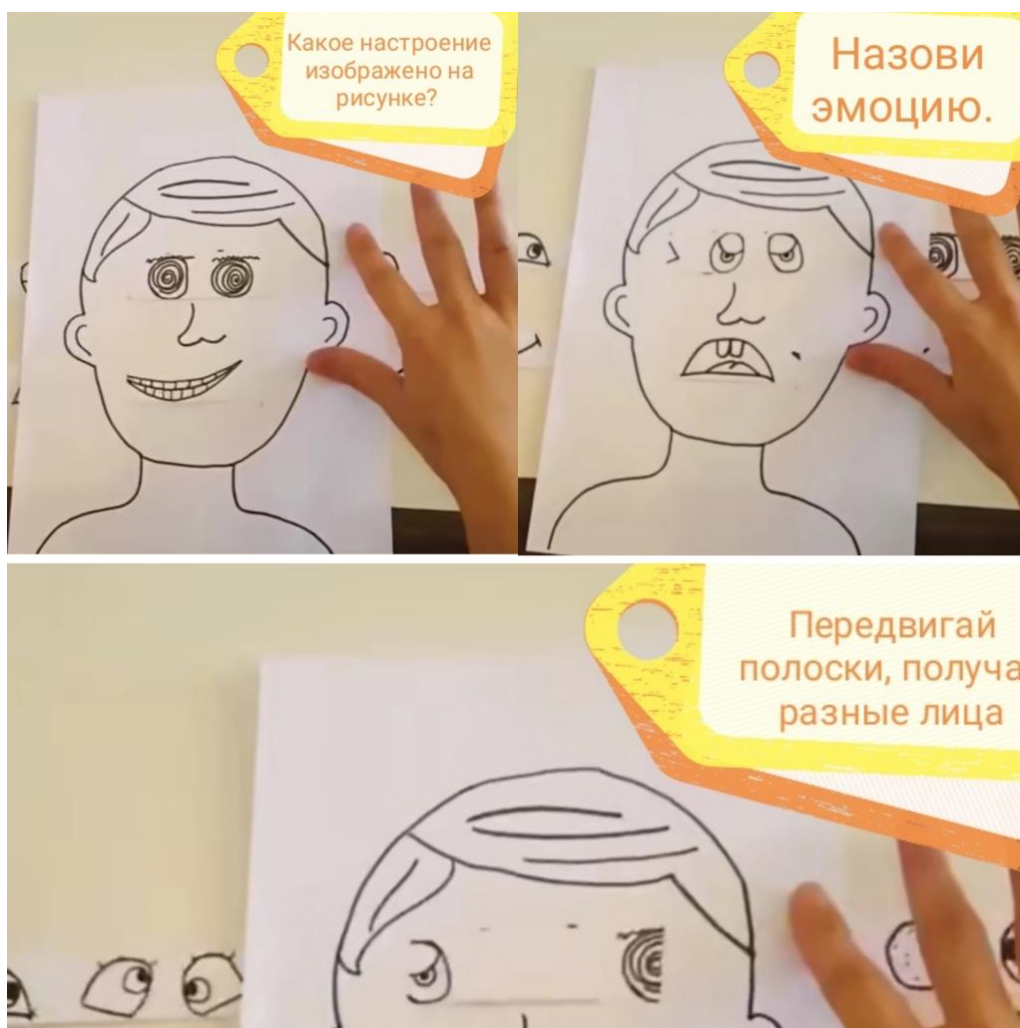 Какое настроение
изображено на
рисунке?
Назови
эмоцию.
Передвигай
полоски, получа
разные лица